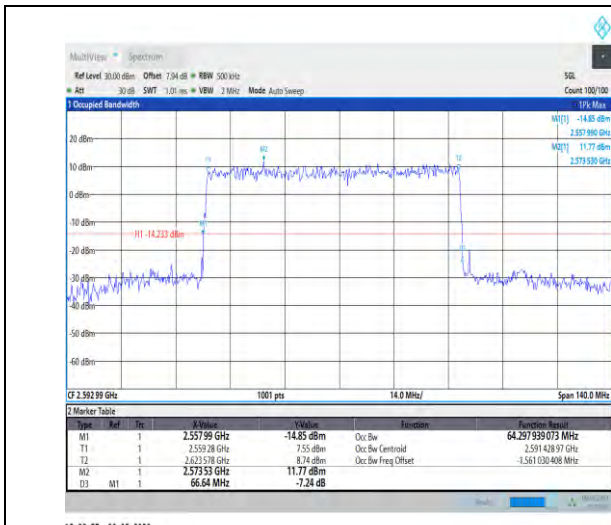 MultiView Spectrum
Ref Level 30.00 dBm Offset 7.94 dB RBW 500 kHz SGL
Att 30 dB SWT 1.01 ms VBW 2 MHz Mode Auto Sweep Count 100/100
1 Occupied Bandwidth 1Pk Max
M1[1] -14.85 dBm
2.557 990 GHz
M2[1] 11.77 dBm
2.573 530 GHz
20 dBm
M2
T1 T2
10 dBm
0 dBm
-10 dBm
H1 -14.233 dBm
-30 dBm
-40 dBm
-50 dBm
-60 dBm
CF 2.592 99 GHz 1001 pts 14.0 MHz/ Span 140.0 MHz
2 Marker Table
Type Ref Trc X-Value Y-Value Function Function Result
M1 1 2.557 99 GHz -14.85 dBm Occ Bw 64.297 939 073 MHz
T1 1 2.559 28 GHz 7.55 dBm Occ Bw Centroid 2.591 428 97 GHz
T2 1 2.623 578 GHz 8.74 dBm Occ Bw Freq Offset -1.561 030 408 MHz
M2 1 2.573 53 GHz 11.77 dBm
D3 M1 1 66.64 MHz -7.24 dB